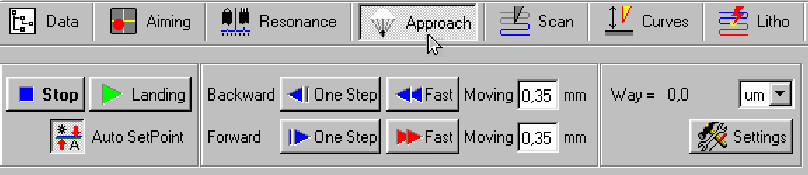 Data Aiming Resonance Approach Scan Curves Litho
Stop Landing Backward One Step Fast Moving 0,35 mm Way = 0,0 um
A Auto SetPoint Forward One Step Fast Moving 0,35 mm Settings